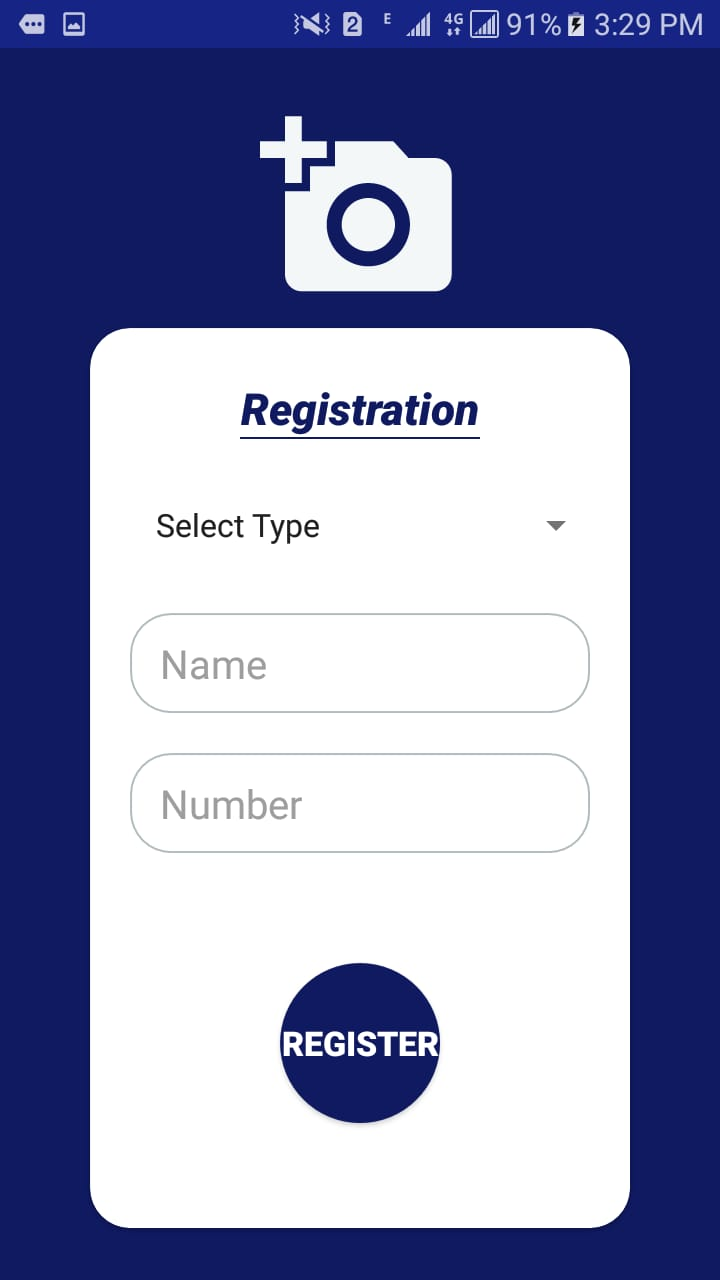 2 E 4G 91% 3:29 PM
Registration
Select Type
Name
Number
REGISTER